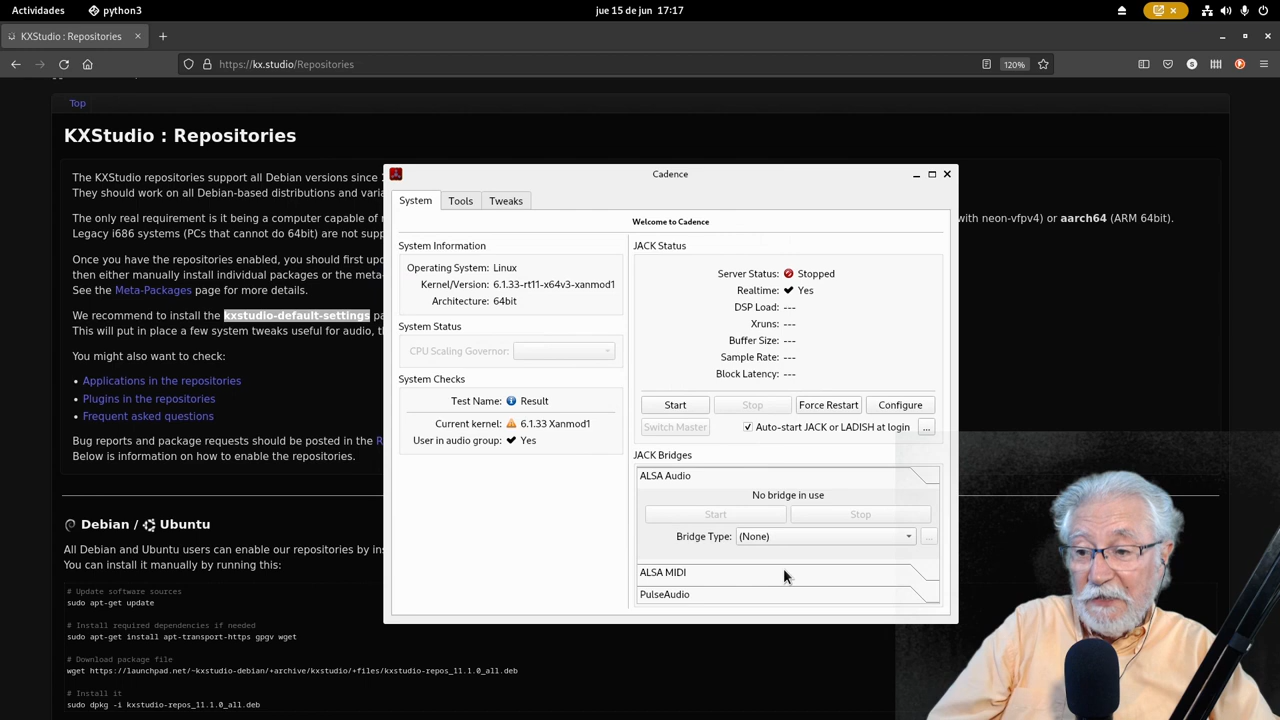 Actividades
python3
jue 15 de jun 17:17
KXStudio : Repositories
https://kx.studio/Repositories
120%
Top
KXStudio : Repositories
The KXStudio repositories support all Debian versions since
They should work on all Debian-based distributions and
The only real requirement is it being a computer capable of
with neon-vfpv4) or aarch64 (ARM 64bit).
Legacy i686 systems (PCs that cannot do 64bit) are not
Once you have the repositories enabled, you should first
then either manually install individual packages or the
See the Meta-Packages page for more details.
We recommend to install the kxstudio-default-settings
This will put in place a few system tweaks useful for audio,
You might also want to check:
• Applications in the repositories
• Plugins in the repositories
• Frequent asked questions
Bug reports and package requests should be posted in the
Below is information on how to enable the repositories.
Debian / Ubuntu
All Debian and Ubuntu users can enable our repositories by
You can install it manually by running:
# Update software sources
sudo apt-get update
# Install required dependencies if needed
sudo apt-get install apt-transport-https gpgv wget
# Download package file
wget https://launchpad.net/~kxstudio-debian/+archive/kxstudio/+files/kxstudio-repos_11.1.0_all.deb
# Install it
sudo dpkg -i kxstudio-repos_11.1.0_all.deb
Cadence
System
Tools
Tweaks
Welcome to Cadence
System Information
Operating System: Linux
Kernel/Version: 6.1.33-rt11-x64v3-xanmod1
Architecture: 64bit
System Status
CPU Scaling Governor:
System Checks
Test Name: Result
Current kernel: 6.1.33 Xanmod1
User in audio group: Yes
JACK Status
Server Status: Stopped
Realtime: Yes
DSP Load: ---
Xruns: ---
Buffer Size: ---
Sample Rate: ---
Block Latency: ---
Start
Stop
Force Restart
Configure
Switch Master
Auto-start JACK or LADISH at login
...
JACK Bridges
ALSA Audio
No bridge in use
Start
Stop
Bridge Type: (None)
...
ALSA MIDI
PulseAudio